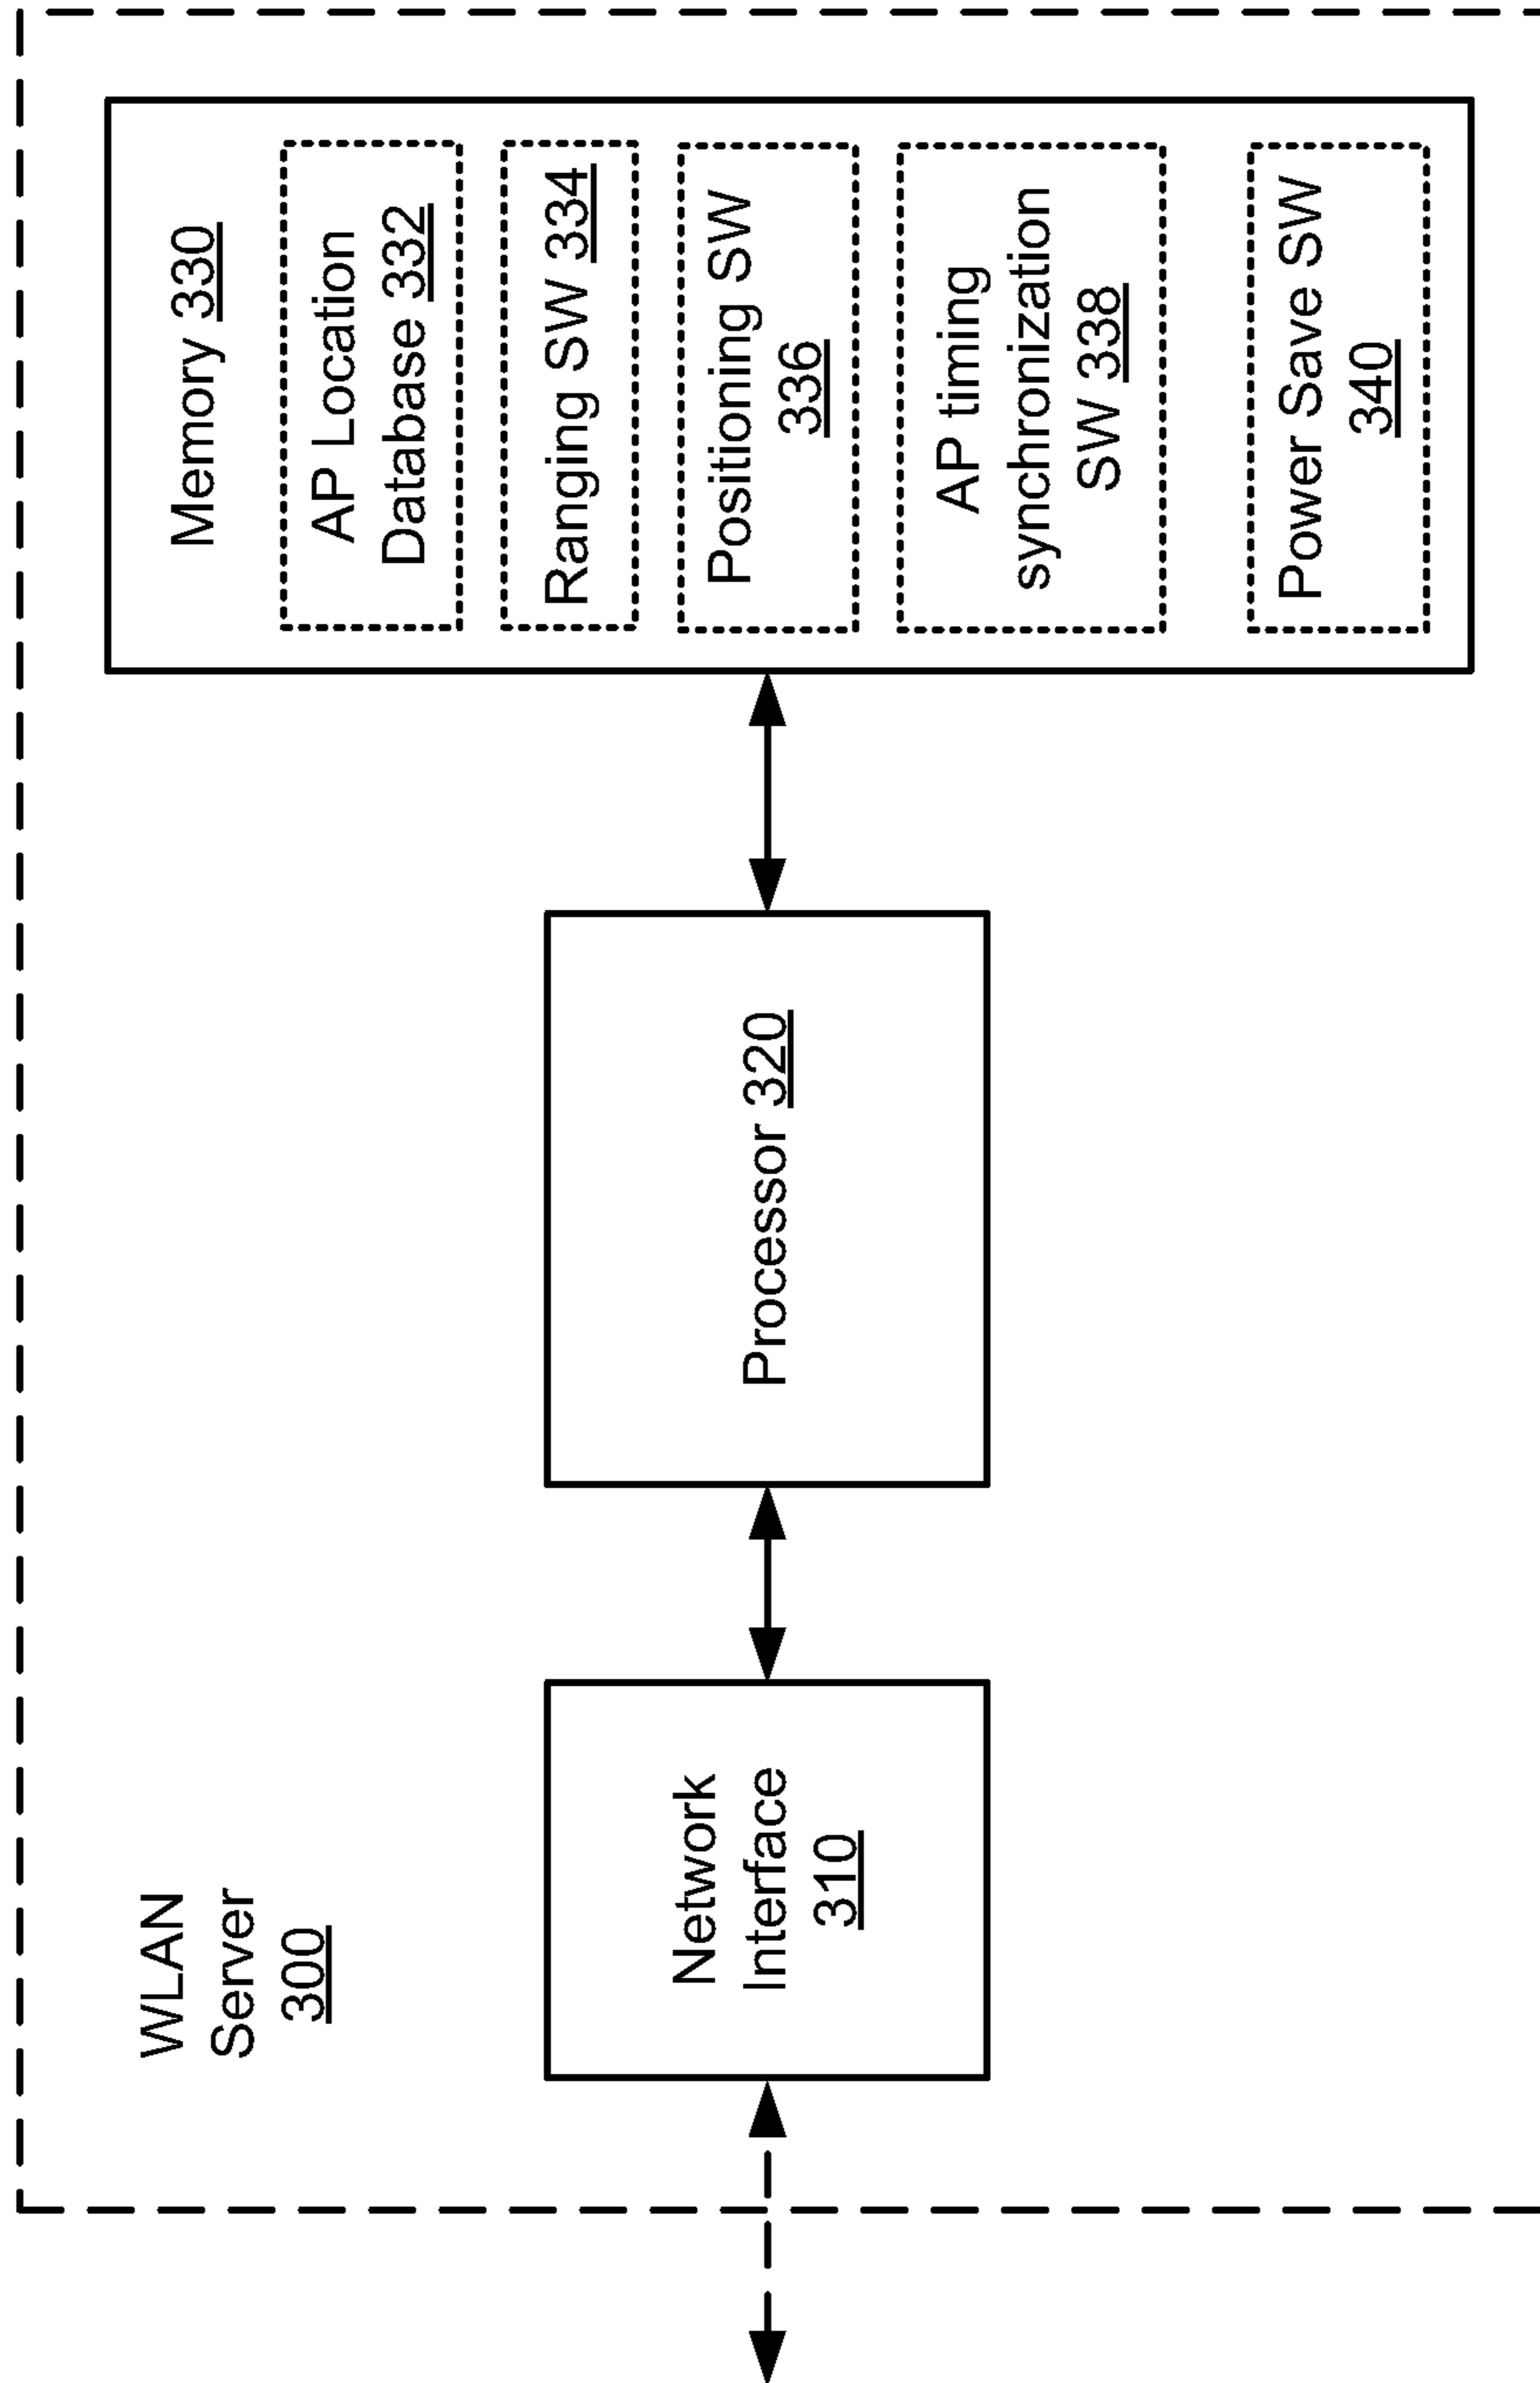 WLAN
Server
300
Network
Interface
310
Processor 320
Memory 330
AP Location
Database 332
Ranging SW 334
Positioning SW
336
AP timing
synchronization
SW 338
Power Save SW
340